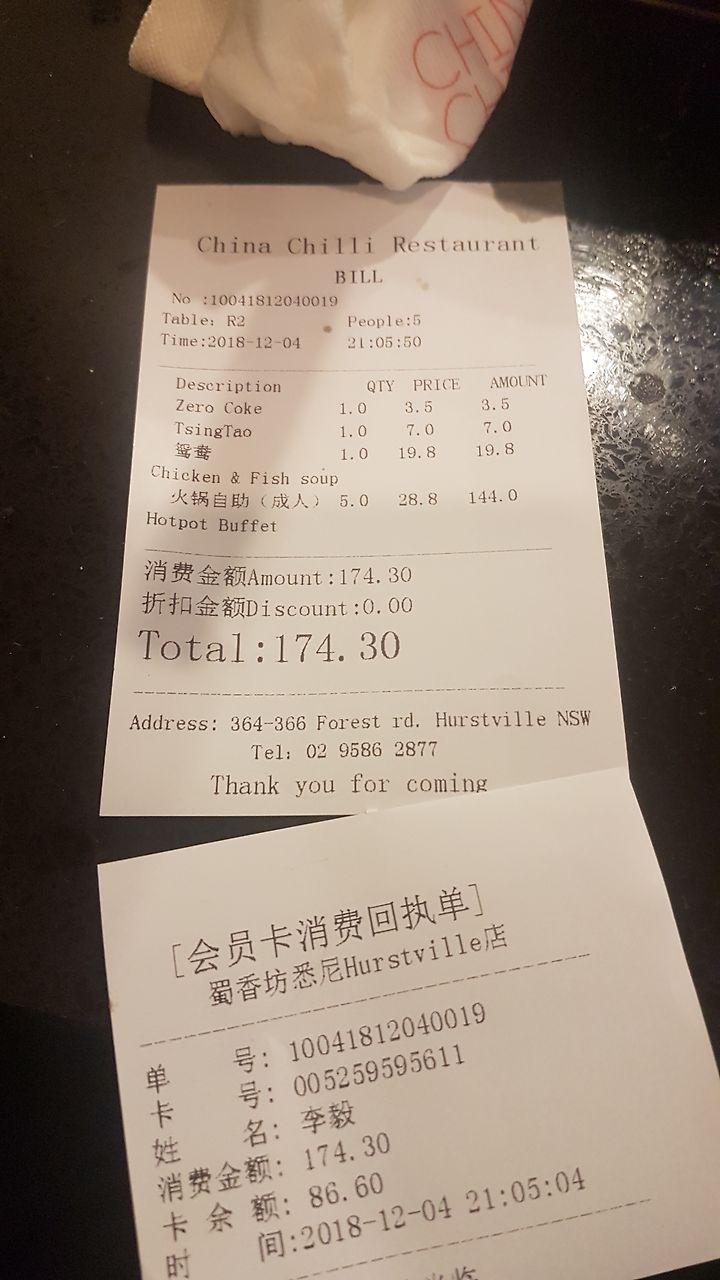 China Chilli Restaurant
BILL
No :10041812040019
Table: R2 People:5
Time:2018-12-04 21:05:50
Description QTY PRICE AMOUNT
Zero Coke 1.0 3.5 3.5
TsingTao 1.0 7.0 7.0
鸳鸯 1.0 19.8 19.8
Chicken & Fish soup
火锅自助（成人） 5.0 28.8 144.0
Hotpot Buffet
消费金额Amount:174.30
折扣金额Discount:0.00
Total:174.30
Address: 364-366 Forest rd. Hurstville NSW
Tel: 02 9586 2877
Thank you for coming
[会员卡消费回执单]
蜀香坊悉尼Hurstville店
单 号: 10041812040019
卡 号: 005259595611
姓 名: 李毅
消费金额: 174.30
卡 余 额: 86.60
时 间:2018-12-04 21:05:04